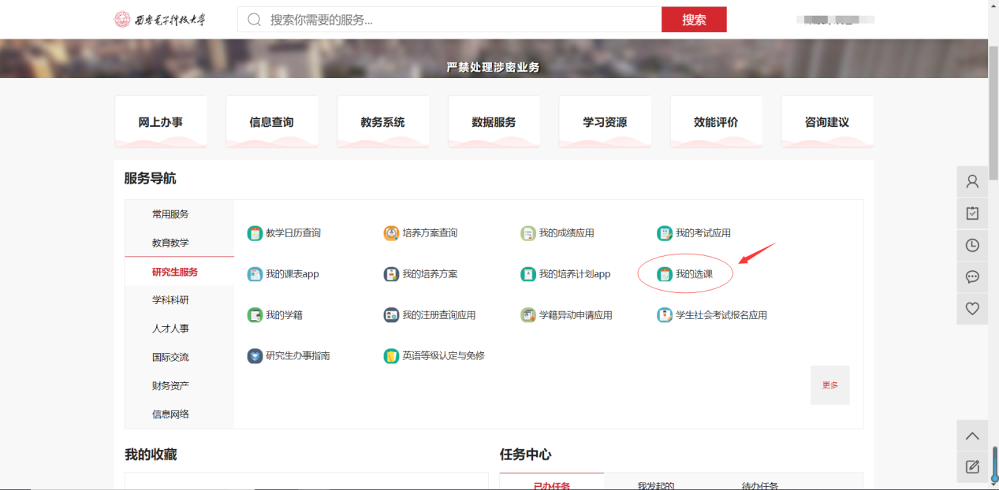 西安电子科技大学
搜索你需要的服务...
搜索
严禁处理涉密业务
网上办事 信息查询 教务系统 数据服务 学习资源 效能评价 咨询建议
服务导航
常用服务
教育教学
研究生服务
学科科研
人才人事
国际交流
财务资产
信息网络
教学日历查询 培养方案查询 我的成绩应用 我的考试应用
我的课表app 我的培养方案 我的培养计划app 我的选课
我的学籍 我的注册查询应用 学籍异动申请应用 学生社会考试报名应用
研究生办事指南 英语等级认定与免修
更多
我的收藏
任务中心
已办任务 我发起的 待办任务